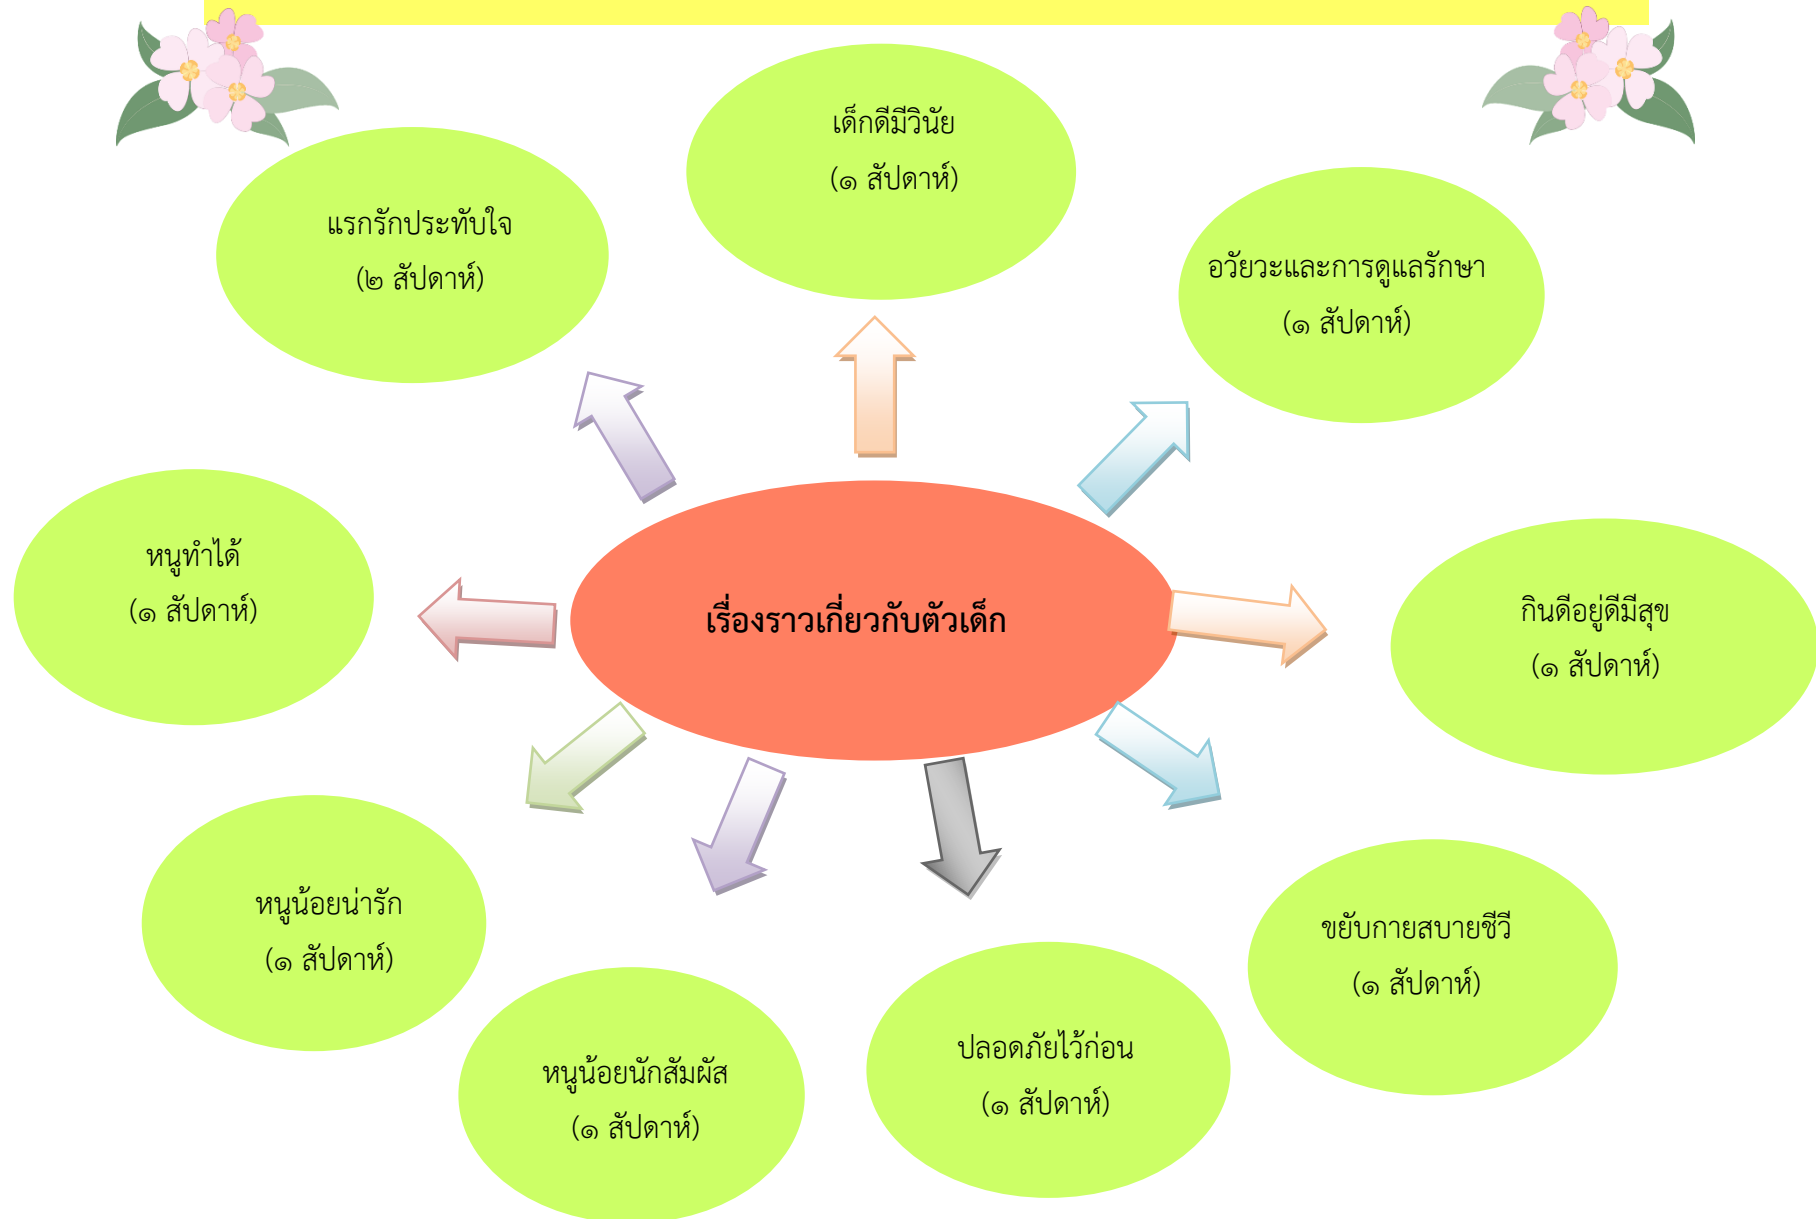 เด็กดีมีวินัย
(๑ สัปดาห์)
แรกรักประทับใจ
(๒ สัปดาห์)
อวัยวะและการดูแลรักษา
(๑ สัปดาห์)
หนูทำได้
(๑ สัปดาห์)
เรื่องราวเกี่ยวกับตัวเด็ก
กินดีอยู่ดีมีสุข
(๑ สัปดาห์)
หนูน้อยน่ารัก
(๑ สัปดาห์)
ขยับกายสบายชีวี
(๑ สัปดาห์)
หนูน้อยนักสัมผัส
(๑ สัปดาห์)
ปลอดภัยไว้ก่อน
(๑ สัปดาห์)